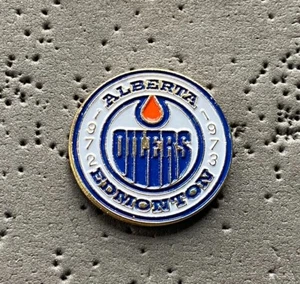 ALBERTA
1972
OILERS
1973
EDMONTON